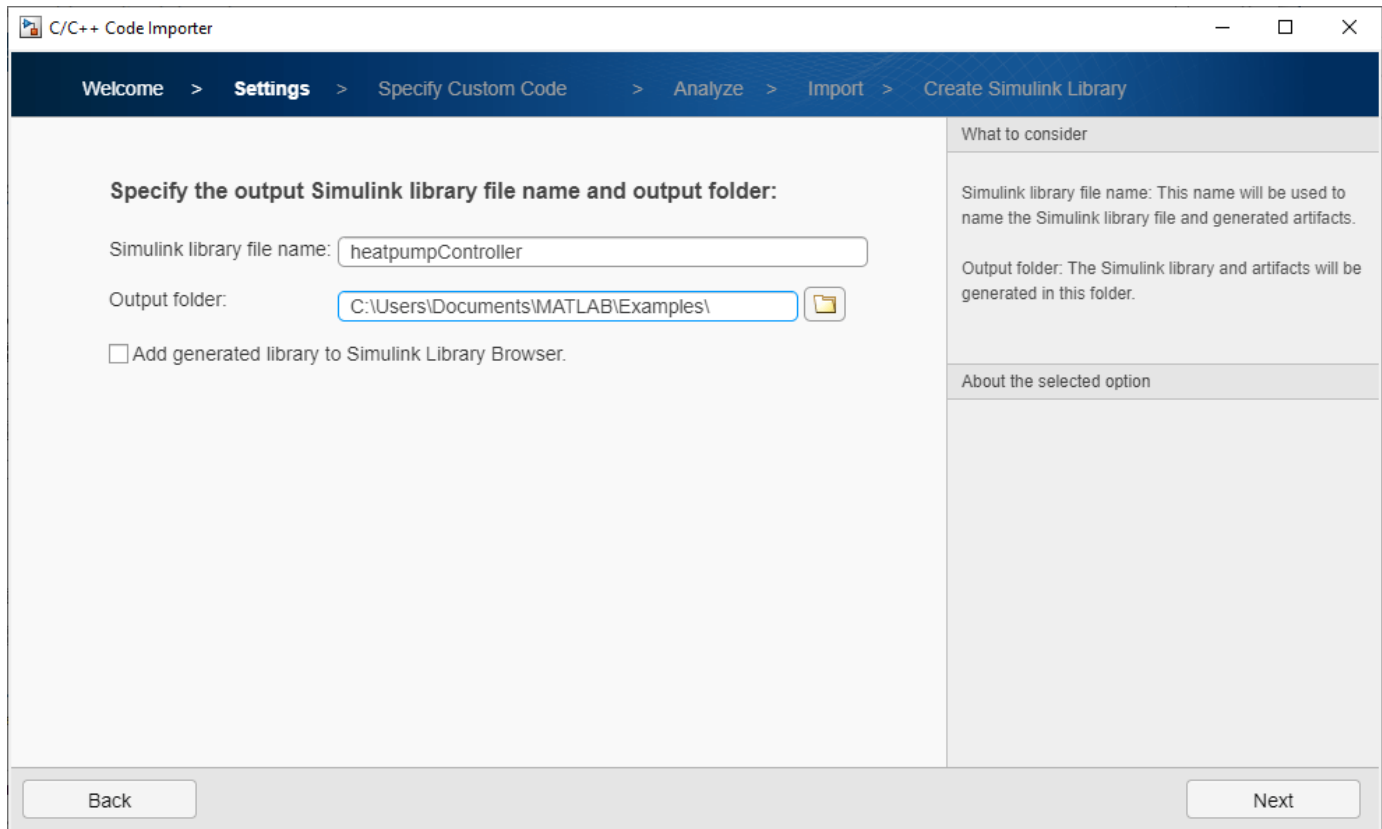 C/C++ Code Importer
Welcome > Settings > Specify Custom Code > Analyze > Import > Create Simulink Library
Specify the output Simulink library file name and output folder:
Simulink library file name: heatpumpController
Output folder: C:\Users\Documents\MATLAB\Examples\
Add generated library to Simulink Library Browser.
What to consider
Simulink library file name: This name will be used to
name the Simulink library file and generated artifacts.
Output folder: The Simulink library and artifacts will be
generated in this folder.
About the selected option
Back
Next